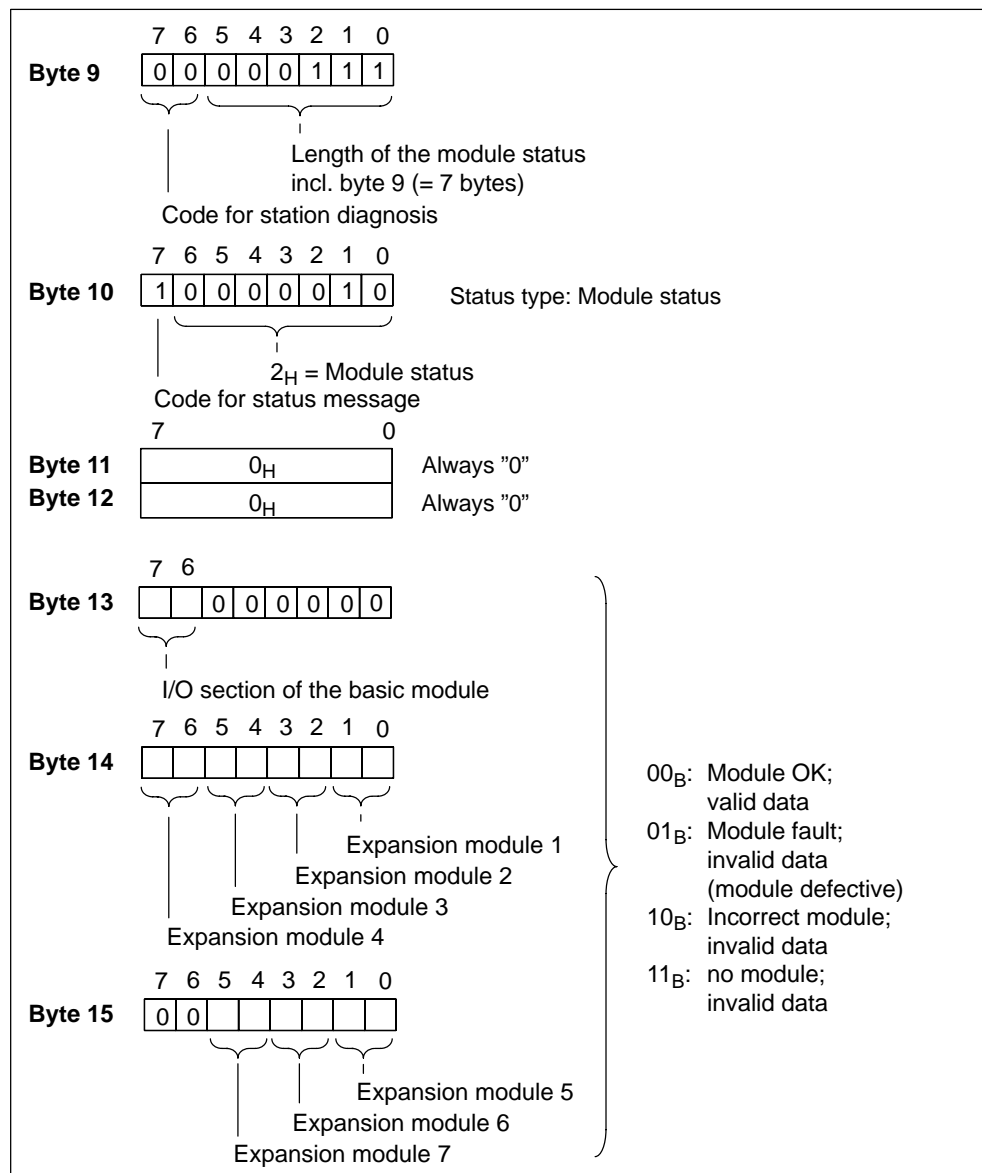 7 6 5 4 3 2 1 0
Byte 9 0 0 0 0 0 1 1 1
Length of the module status
incl. byte 9 (= 7 bytes)
Code for station diagnosis
7 6 5 4 3 2 1 0
Byte 10 1 0 0 0 0 0 1 0 Status type: Module status
2H = Module status
Code for status message
7 0
Byte 11 0H Always ”0”
Byte 12 0H Always ”0”
7 6
Byte 13 0 0 0 0 0 0
I/O section of the basic module
7 6 5 4 3 2 1 0
Byte 14
Expansion module 1
Expansion module 2
Expansion module 3
Expansion module 4
7 6 5 4 3 2 1 0
Byte 15 0 0
Expansion module 5
Expansion module 6
Expansion module 7
00B: Module OK;
valid data
01B: Module fault;
invalid data
(module defective)
10B: Incorrect module;
invalid data
11B: no module;
invalid data